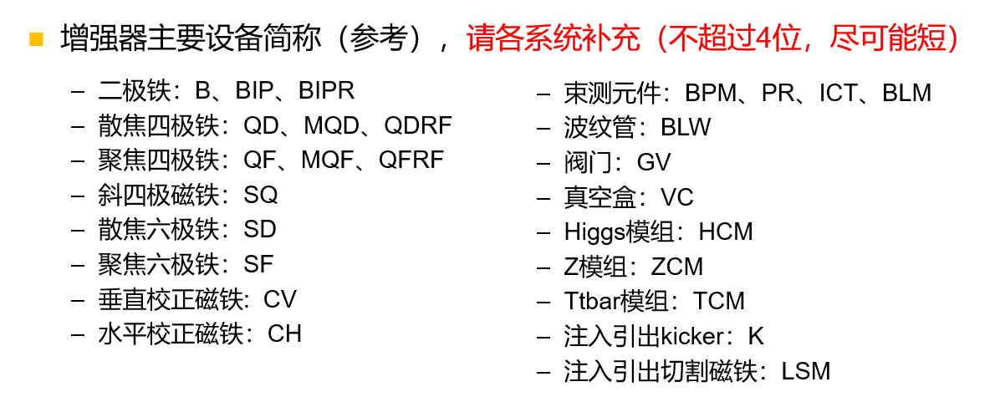 ■ 增强器主要设备简称（参考），请各系统补充（不超过4位，尽可能短）
– 二极铁：B、BIP、BIPR
– 散焦四极铁：QD、MQD、QDRF
– 聚焦四极铁：QF、MQF、QFRF
– 斜四极磁铁：SQ
– 散焦六极铁：SD
– 聚焦六极铁：SF
– 垂直校正磁铁：CV
– 水平校正磁铁：CH
– 束测元件：BPM、PR、ICT、BLM
– 波纹管：BLW
– 阀门：GV
– 真空盒：VC
– Higgs模组：HCM
– Z模组：ZCM
– Ttbar模组：TCM
– 注入引出kicker：K
– 注入引出切割磁铁：LSM